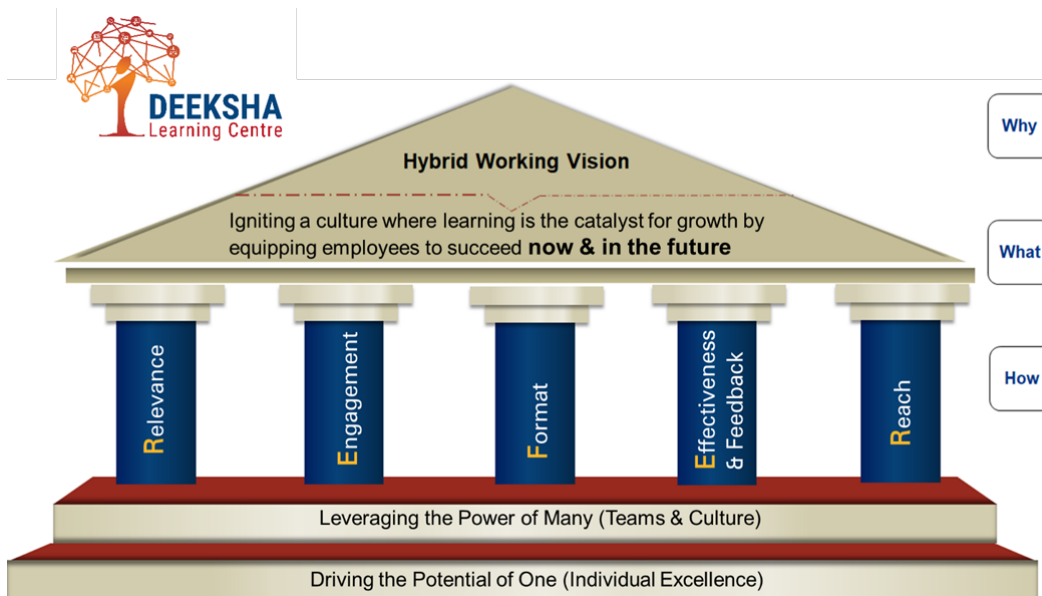 DEEKSHA
Learning Centre
Hybrid Working Vision
Igniting a culture where learning is the catalyst for growth by
equipping employees to succeed now & in the future
Why
What
How
Relevance
Engagement
Format
Effectiveness
& Feedback
Reach
Leveraging the Power of Many (Teams & Culture)
Driving the Potential of One (Individual Excellence)